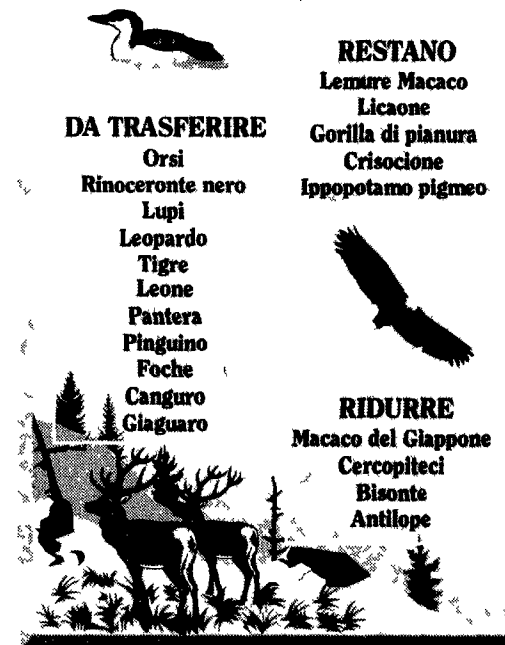 DA TRASFERIRE
Orsi
Rinoceronte nero
Lupi
Leopardo
Tigre
Leone
Pantera
Pinguino
Foche
Canguro
Giaguaro
RESTANO
Lemure Macaco
Licaone
Gorilla di pianura
Crisocione
Ippopotamo pigmeo
RIDURRE
Macaco del Giappone
Cercopiteci
Bisonte
Antilope